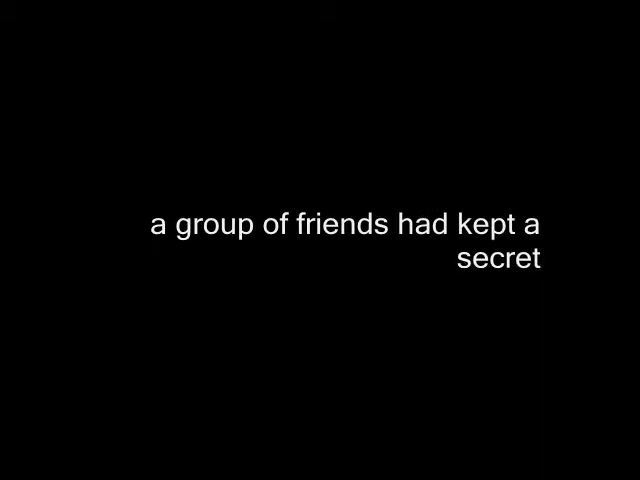 a group of friends had kept a
secret